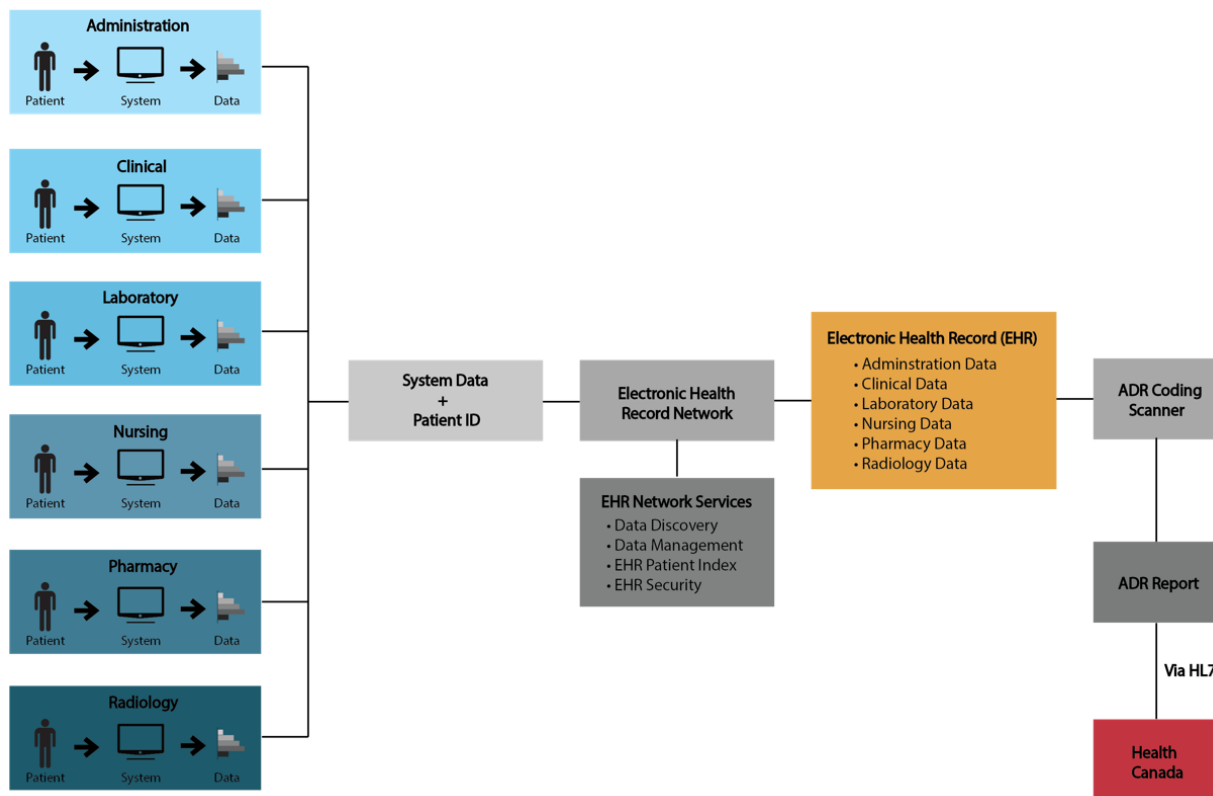 Administration
Patient System Data
Clinical
Patient System Data
Laboratory
Patient System Data
Nursing
Patient System Data
Pharmacy
Patient System Data
Radiology
Patient System Data
System Data
+
Patient ID
Electronic Health
Record Network
EHR Network Services
• Data Discovery
• Data Management
• EHR Patient Index
• EHR Security
Electronic Health Record (EHR)
• Adminstration Data
• Clinical Data
• Laboratory Data
• Nursing Data
• Pharmacy Data
• Radiology Data
ADR Coding
Scanner
ADR Report
Via HL7
Health
Canada